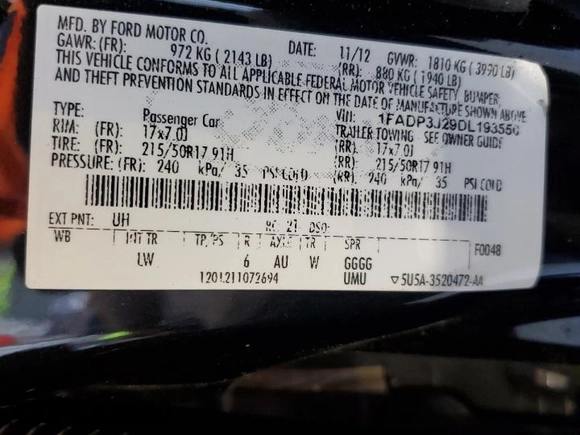 MFD. BY FORD MOTOR CO.
DATE: 11/12 GVWR: 1810 KG (3990 LB)
GAWR: (FR): 972 KG (2143 LB) (RR): 880 KG (1940 LB)
THIS VEHICLE CONFORMS TO ALL APPLICABLE FEDERAL MOTOR VEHICLE SAFETY, BUMPER,
AND THEFT PREVENTION STANDARDS IN EFFECT ON THE DATE OF MANUFACTURE SHOWN ABOVE
VIN: 1FADP3J29DL193550
TYPE: Passenger Car TRAILER TOWING - SEE OWNER GUIDE
RIM: (FR): 17x7.0J (RR): 17x7.0J
TIRE: (FR): 215/50R17 91H (RR): 215/50R17 91H
PRESSURE: (FR): 240 kPa/ 35 PSI COLD (RR): 240 kPa/ 35 PSI COLD
EXT PNT: UH RC: 21 DSO:
WB INT TR TP/PS R AXLE TR SPR F0048
LW 6 AU W GGGG
1201211072694 UMU ▽5U5A-3520472-AA